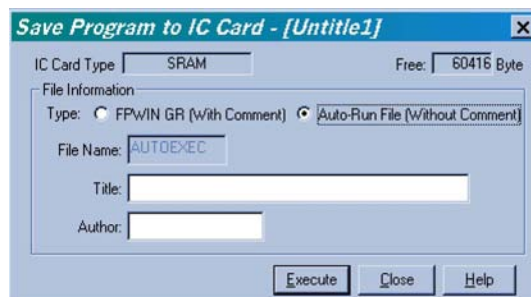 Save Program to IC Card - [Untitle1]
IC Card Type SRAM Free: 60416 Byte
File Information
Type: FPWIN GR (With Comment) Auto-Run File (Without Comment)
File Name: AUTOEXEC
Title:
Author:
Execute Close Help